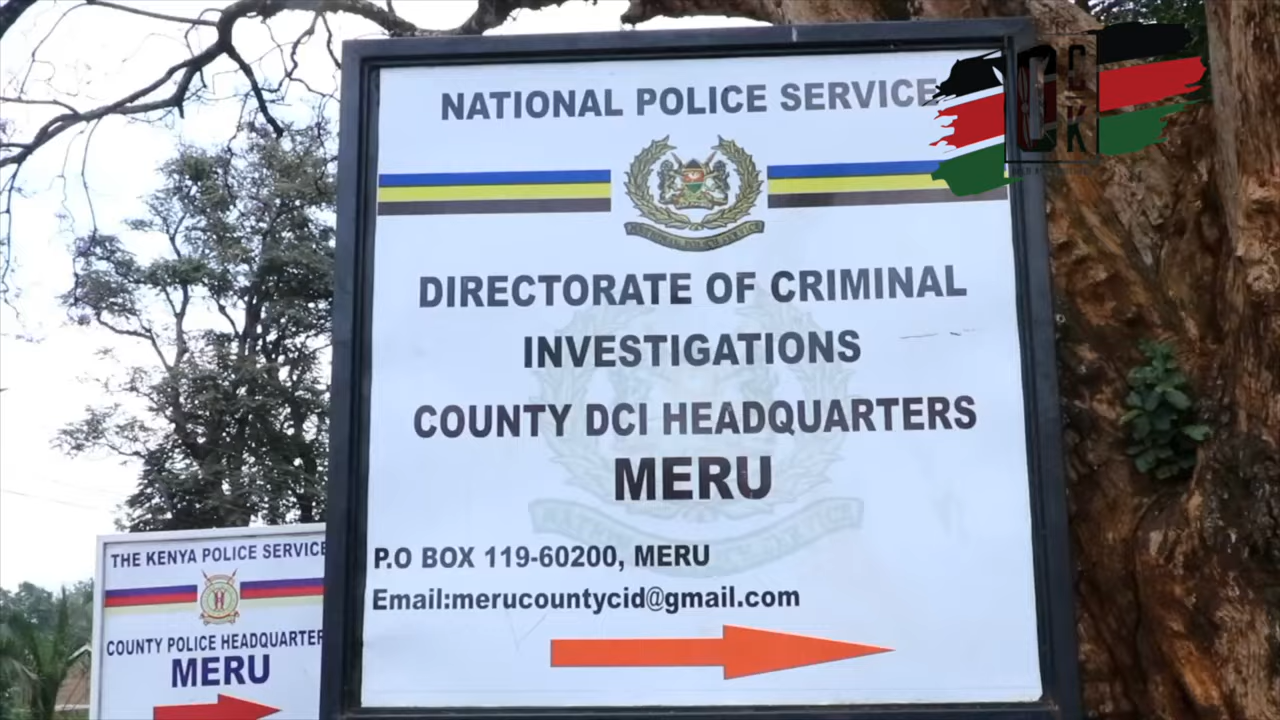 NATIONAL POLICE SERVICE
DIRECTORATE OF CRIMINAL
INVESTIGATIONS
COUNTY DCI HEADQUARTERS
MERU
P.O BOX 119-60200, MERU
Email:merucountycid@gmail.com
THE KENYA POLICE SERVICE
COUNTY POLICE HEADQUARTER
MERU